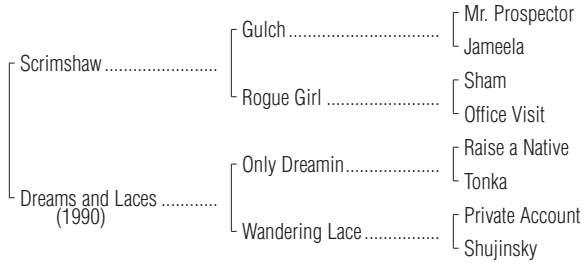 Mr. Prospector
Gulch
Jameela
Scrimshaw
Sham
Rogue Girl
Office Visit
Raise a Native
Only Dreamin
Tonka
Dreams and Laces
(1990)
Private Account
Wandering Lace
Shujinsky